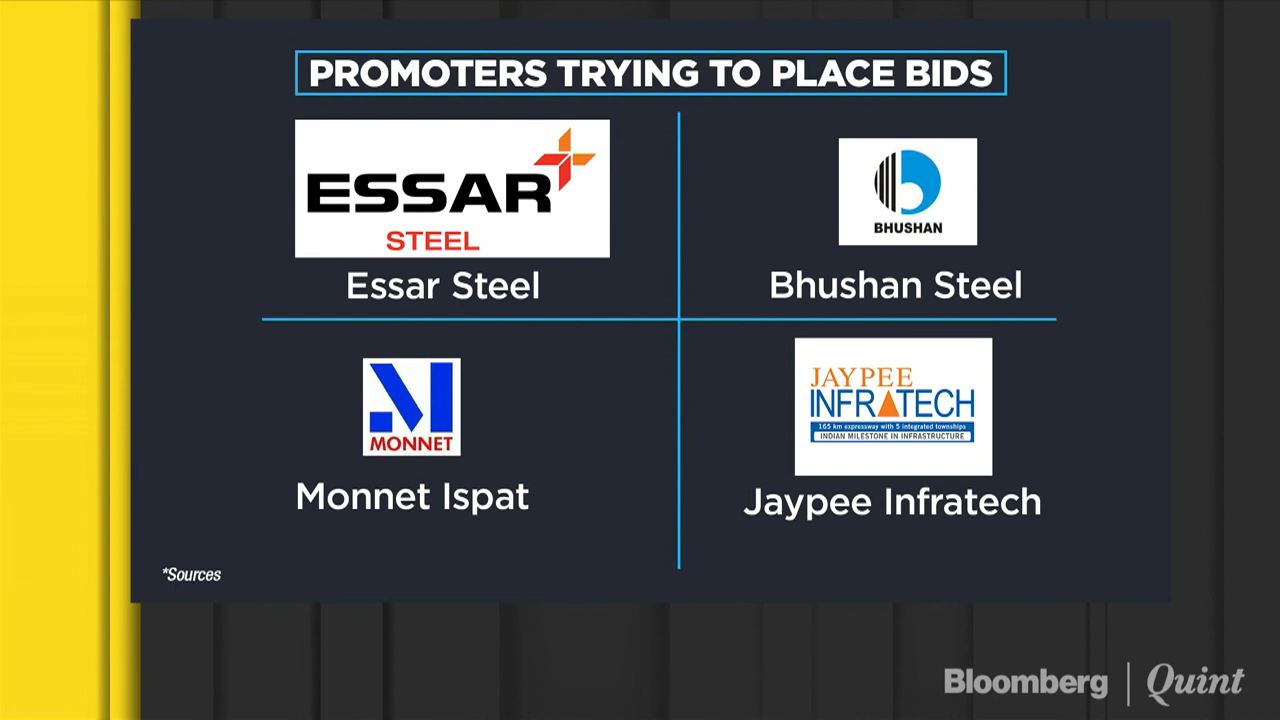 PROMOTERS TRYING TO PLACE BIDS
ESSAR
STEEL
Essar Steel
BHUSHAN
Bhushan Steel
MONNET
Monnet Ispat
JAYPEE
INFRATECH
165 km expressway with 5 integrated townships
INDIAN MILESTONE IN INFRASTRUCTURE
Jaypee Infratech
*Sources
Bloomberg | Quint